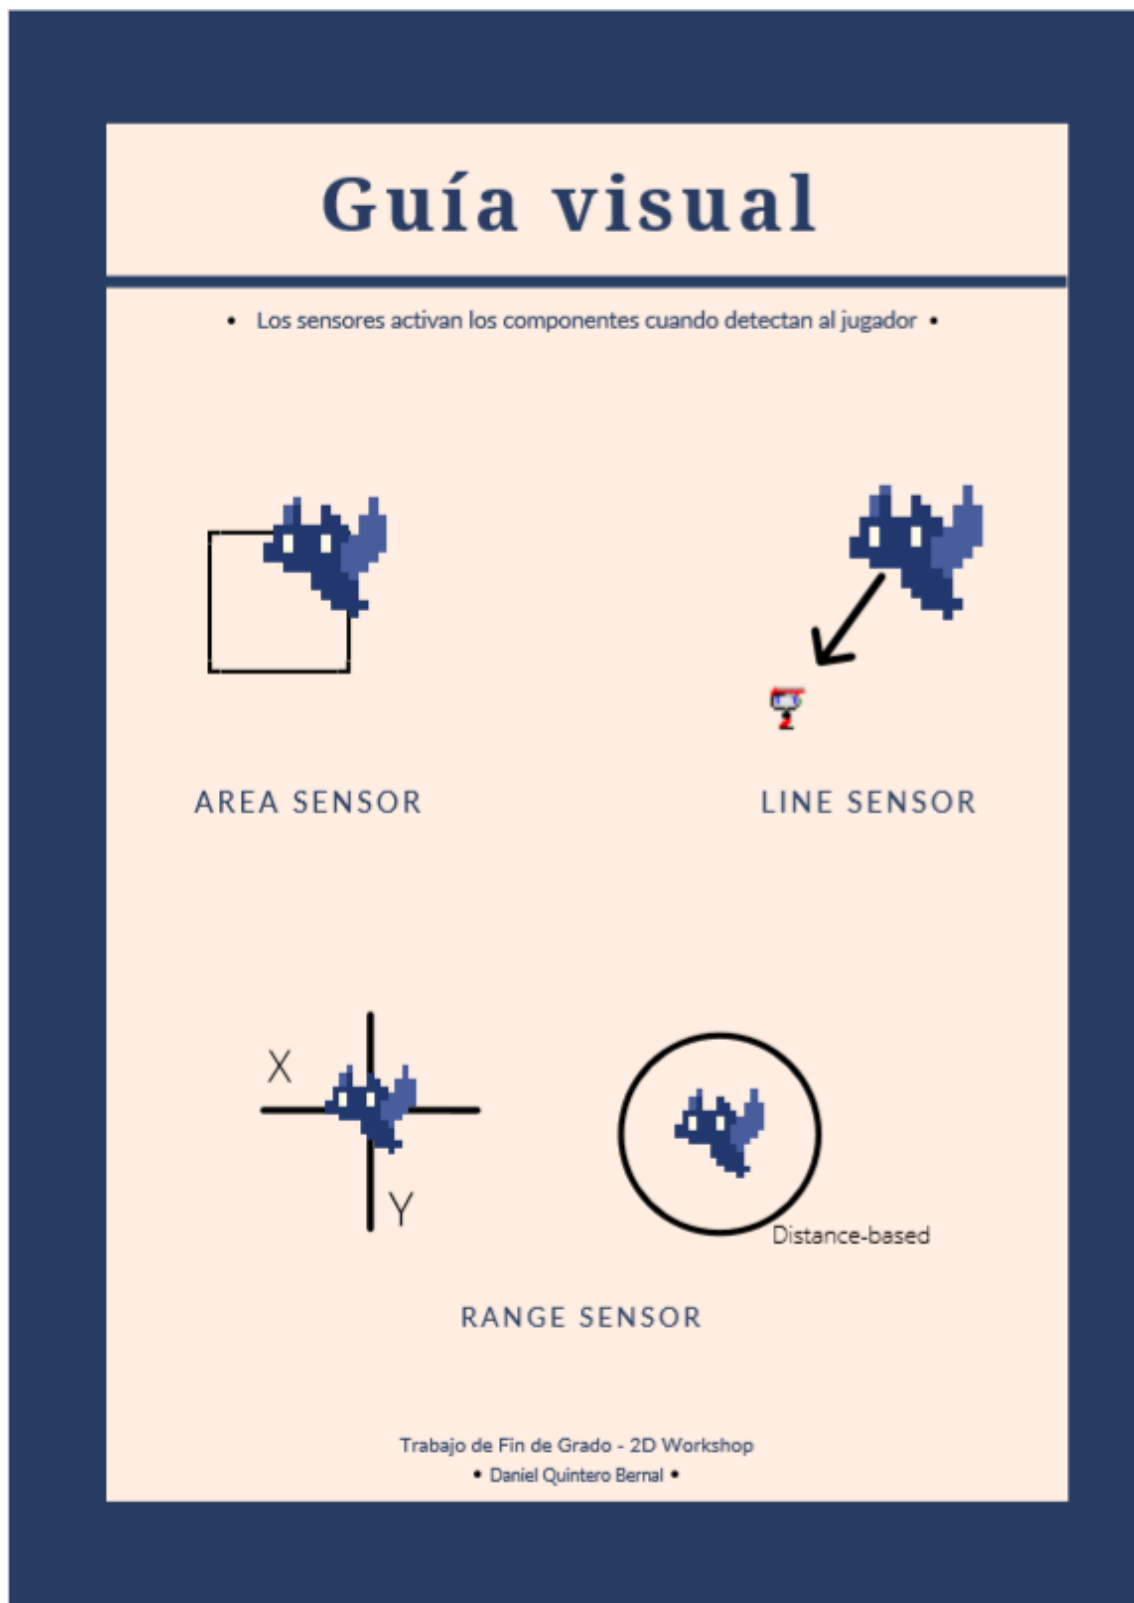 Guía visual
• Los sensores activan los componentes cuando detectan al jugador •
AREA SENSOR
LINE SENSOR
X
Y
Distance-based
RANGE SENSOR
Trabajo de Fin de Grado - 2D Workshop
• Daniel Quintero Bernal •